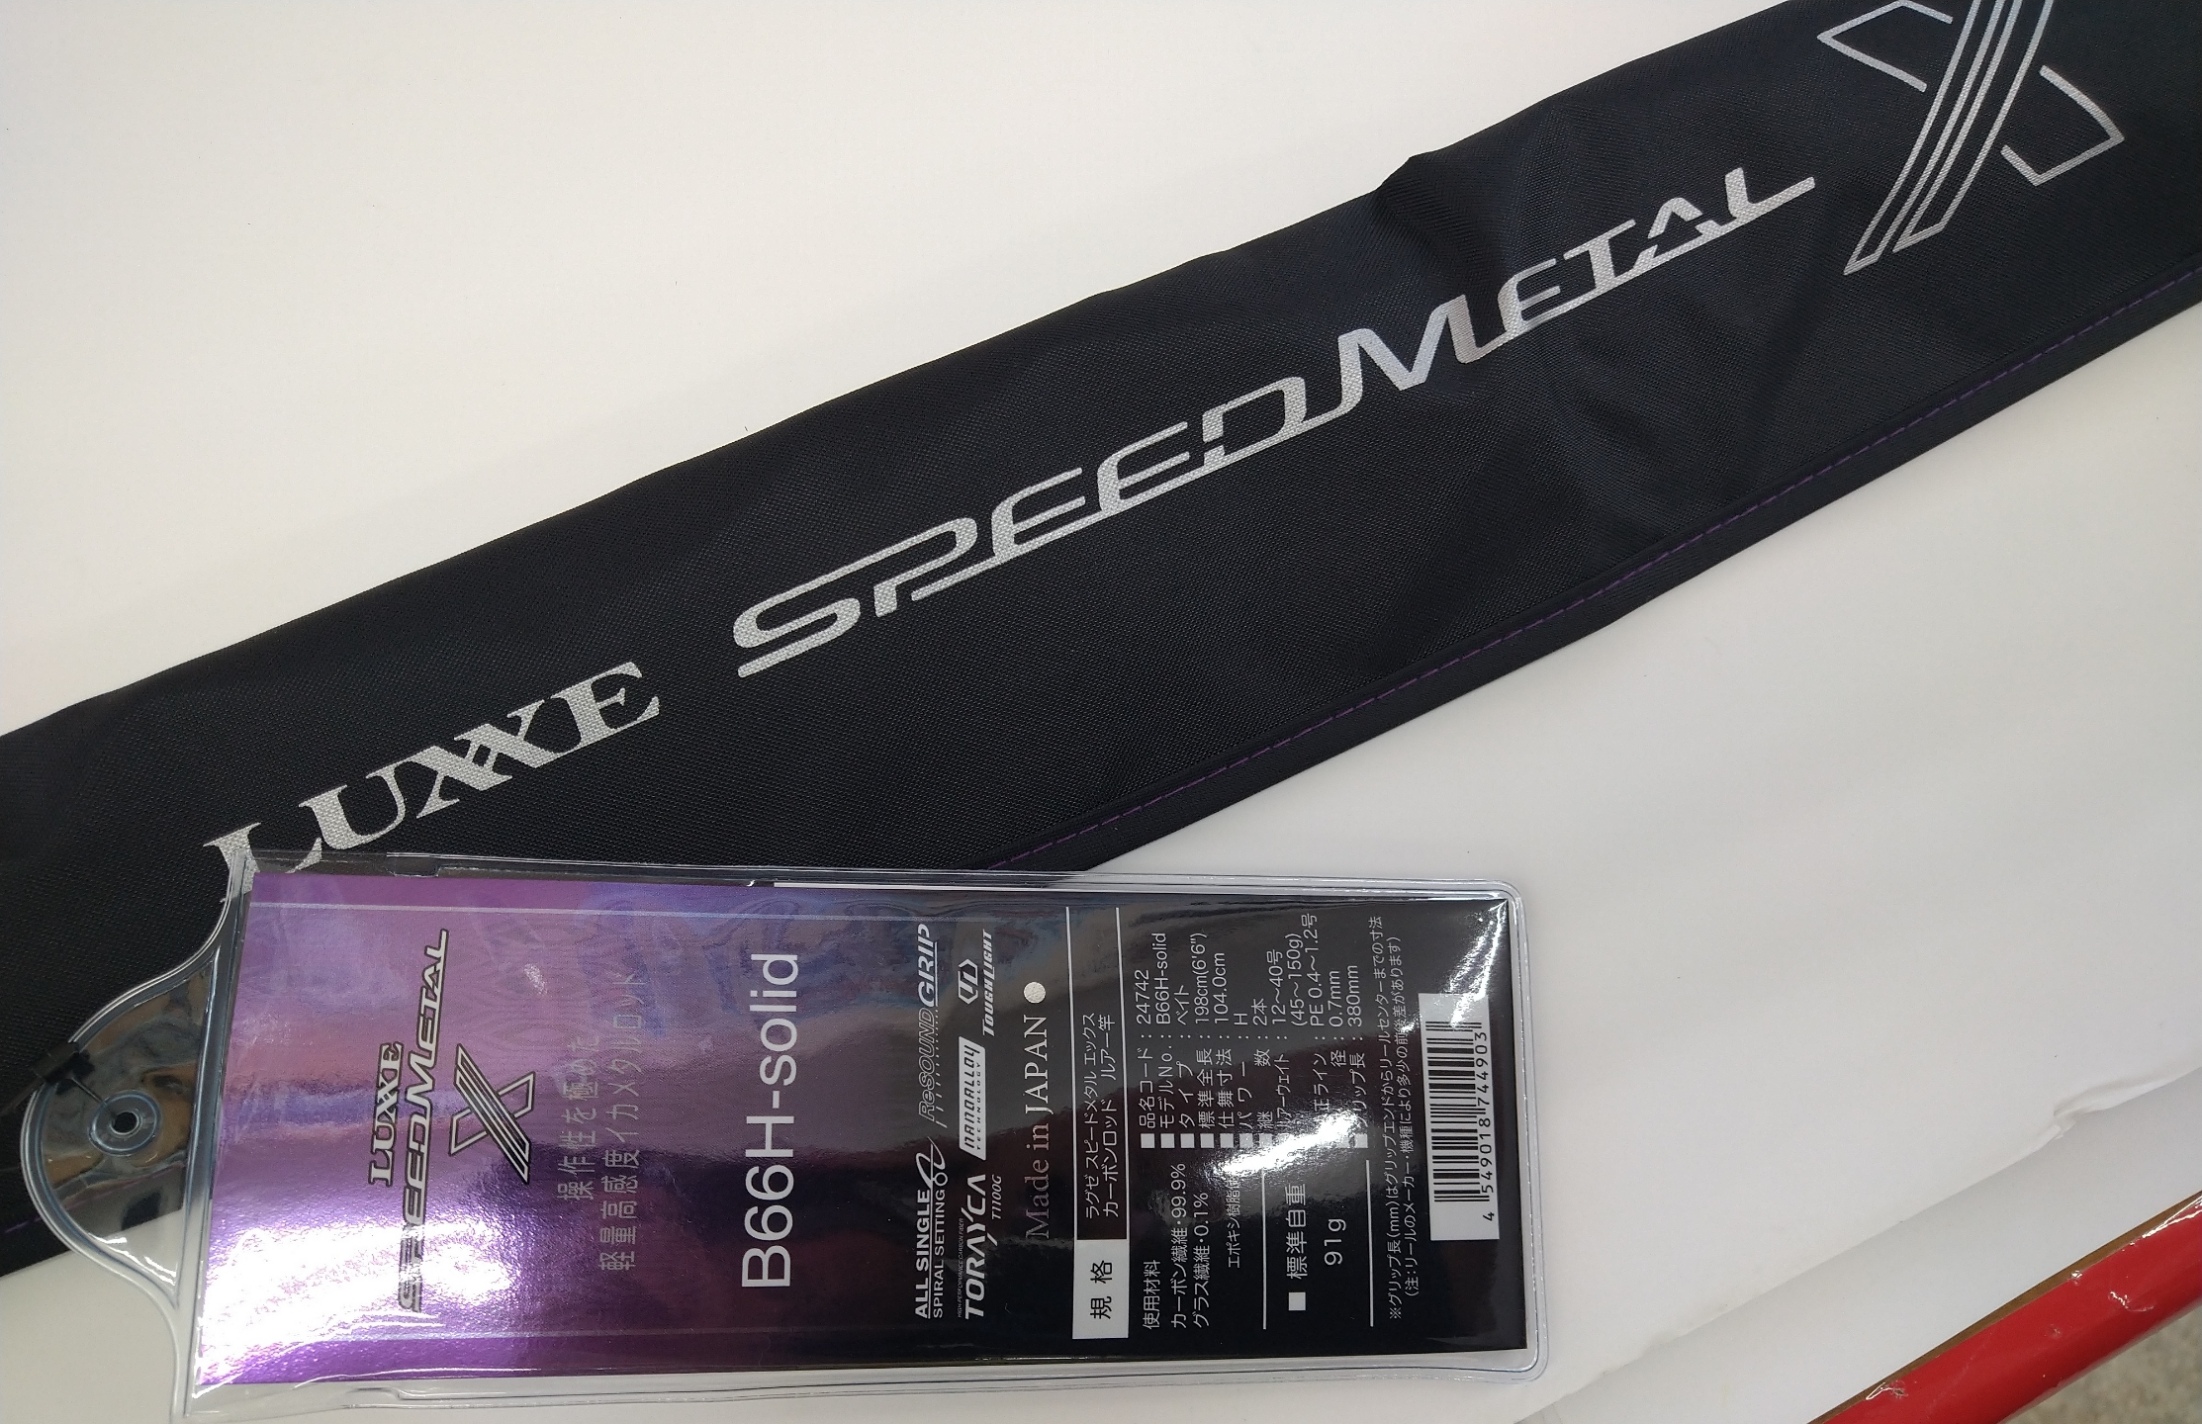 LUXXE SPEEDMETAL X
LUXXE
SPEEDMETAL
X
操作性を極めた
軽量高感度イカメタルロッド
B66H-solid
ALL SINGLE
SPIRAL SETTING
ReSOUND GRIP
HIGH PERFORMANCE CARBON FIBER
TORAYCA
T1100G
NANOALLOY
TECHNOLOGY
TOUGHLIGHT
Made in JAPAN
規格
ラグゼ スピードメタル エックス
カーボンロッド ルアー竿
使用材料
カーボン繊維・99.9%
グラス繊維・0.1%
エポキシ樹脂
■標準自重
91g
■品名コード：24742
■モデルNo.：B66H-solid
■タイプ：ベイト
■標準全長：198cm(6'6")
■仕舞寸法：104.0cm
■パワー：H
■継数：2本
ルアーウェイト：12〜40号
(45〜150g)
正ライン：PE 0.4〜1.2号
径：0.7mm
■グリップ長：380mm
※グリップ長(mm)はグリップエンドからリールセンターまでの寸法
(注：リールのメーカー・機種により多少の前後差があります)
4 549018 744903